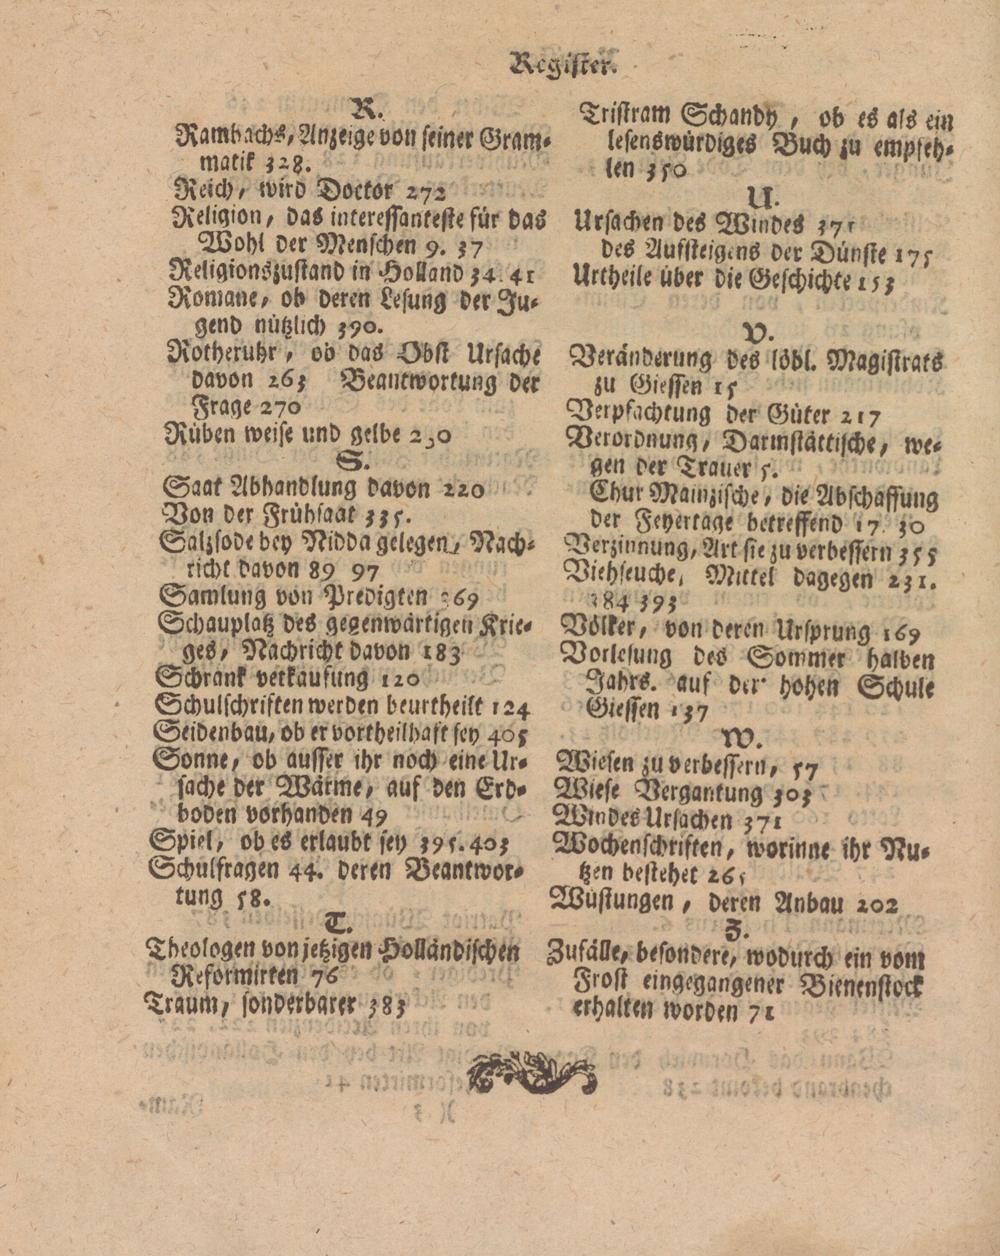 Register.
R.
Rambachs, Anzeige von seiner Gram-
matik 328.
Reich, wird Doctor 272
Religion, das interessanteste für das
Wohl der Menschen 9. 37
Religionszustand in Holland 34. 41
Romane, ob deren Lesung der Ju-
gend nützlich 390.
Rotheruhr, ob das Obst Ursache
davon 263 Beantwortung der
Frage 270
Rüben weise und gelbe 230
S.
Saat Abhandlung davon 220
Von der Frühsaat 335.
Salzsode bey Nidda gelegen, Nach-
richt davon 89 97
Samlung von Predigten 369
Schauplatz des gegenwärtigen Krie-
ges, Nachricht davon 183
Schrank verkaufung 120
Schulschriften werden beurtheilt 124
Seidenbau, ob er vortheilhaft sey 405
Sonne, ob ausser ihr noch eine Ur-
sache der Wärme, auf den Erd-
boden vorhanden 49
Spiel, ob es erlaubt sey 395. 403
Schulfragen 44. deren Beantwor-
tung 58.
T.
Theologen von jetzigen Holländischen
Reformirten 76
Traum, sonderbarer 383
Tristram Schandy, ob es als ein
lesenswürdiges Buch zu empfeh-
len 350
U.
Ursachen des Windes 371
des Aufsteigens der Dünste 175
Urtheile über die Geschichte 153
V.
Veränderung des löbl. Magistrats
zu Giessen 15
Verpfachtung der Güter 217
Verordnung, Darmstättische, we-
gen der Trauer 5.
Chur Mainzische, die Abschaffung
der Feyertage betreffend 17. 30
Verzinnung, Art sie zu verbessern 355
Viehseuche, Mittel dagegen 231.
384 393
Völker, von deren Ursprung 169
Vorlesung des Sommer halben
Jahrs. auf der hohen Schule
Giessen 137
W.
Wiesen zu verbessern, 57
Wiese Vergantung 303
Windes Ursachen 371
Wochenschriften, worinne ihr Nu-
tzen bestehet 265
Wüstungen, deren Anbau 202
Z.
Zufälle, besondere, wodurch ein vom
Frost eingegangener Bienenstock
erhalten worden 71